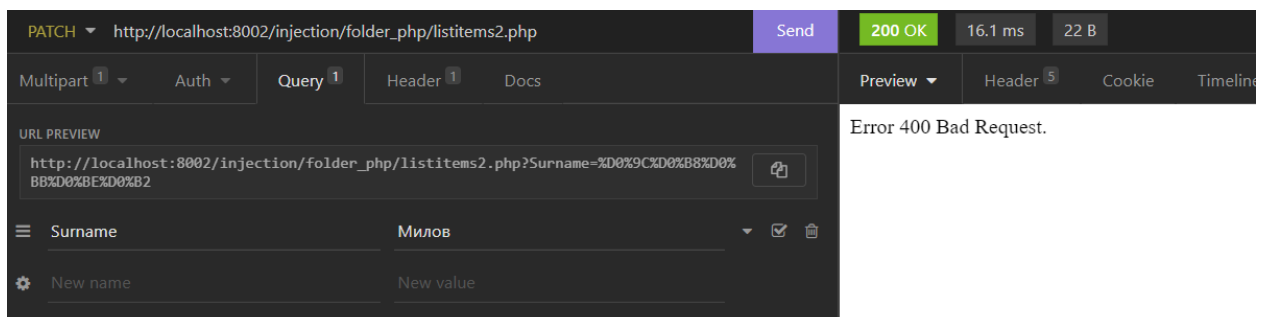 PATCH http://localhost:8002/injection/folder_php/listitems2.php Send 200 OK 16.1 ms 22 B
Multipart 1 Auth Query 1 Header 1 Docs Preview Header 5 Cookie Timeline
Error 400 Bad Request.
URL PREVIEW
http://localhost:8002/injection/folder_php/listitems2.php?Surname=%D0%9C%D0%B8%D0%
BB%D0%BE%D0%B2
Surname Милов
New name New value